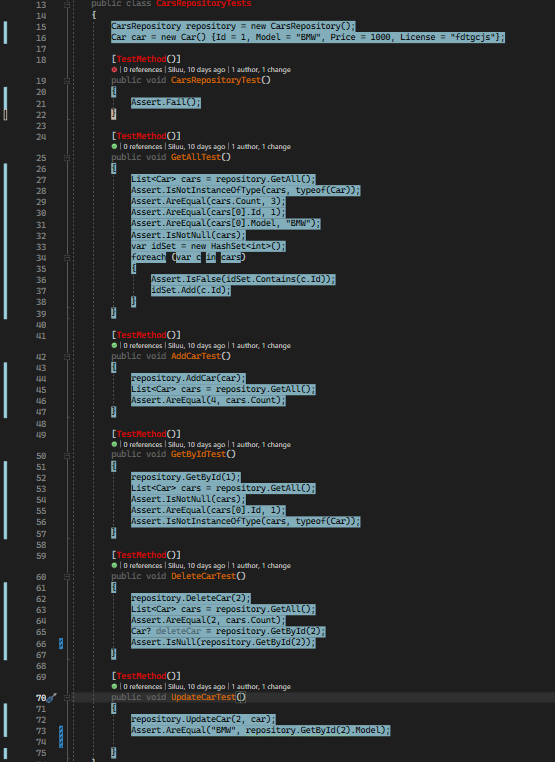 13 public class CarsRepositoryTests
14 {
15 CarsRepository repository = new CarsRepository();
16 Car car = new Car() {Id = 1, Model = "BMW", Price = 1000, License = "fdtgcjs"};
17
18 [TestMethod()]
0 references | Siluu, 10 days ago | 1 author, 1 change
19 public void CarsRepositoryTest()
20 {
21 Assert.Fail();
22 }
23
24 [TestMethod()]
0 references | Siluu, 10 days ago | 1 author, 1 change
25 public void GetAllTest()
26 {
27 List<Car> cars = repository.GetAll();
28 Assert.IsNotInstanceOfType(cars, typeof(Car));
29 Assert.AreEqual(cars.Count, 3);
30 Assert.AreEqual(cars[0].Id, 1);
31 Assert.AreEqual(cars[0].Model, "BMW");
32 Assert.IsNotNull(cars);
33 var idSet = new HashSet<int>();
34 foreach (var c in cars)
35 {
36 Assert.IsFalse(idSet.Contains(c.Id));
37 idSet.Add(c.Id);
38 }
39 }
40
41 [TestMethod()]
0 references | Siluu, 10 days ago | 1 author, 1 change
42 public void AddCarTest()
43 {
44 repository.AddCar(car);
45 List<Car> cars = repository.GetAll();
46 Assert.AreEqual(4, cars.Count);
47 }
48
49 [TestMethod()]
0 references | Siluu, 10 days ago | 1 author, 1 change
50 public void GetByIdTest()
51 {
52 repository.GetById(1);
53 List<Car> cars = repository.GetAll();
54 Assert.IsNotNull(cars);
55 Assert.AreEqual(cars[0].Id, 1);
56 Assert.IsNotInstanceOfType(cars, typeof(Car));
57 }
58
59 [TestMethod()]
0 references | Siluu, 10 days ago | 1 author, 1 change
60 public void DeleteCarTest()
61 {
62 repository.DeleteCar(2);
63 List<Car> cars = repository.GetAll();
64 Assert.AreEqual(2, cars.Count);
65 Car? deleteCar = repository.GetById(2);
66 Assert.IsNull(repository.GetById(2));
67 }
68
69 [TestMethod()]
0 references | Siluu, 10 days ago | 1 author, 1 change
70 public void UpdateCarTest()
71 {
72 repository.UpdateCar(2, car);
73 Assert.AreEqual("BMW", repository.GetById(2).Model);
74
75 }